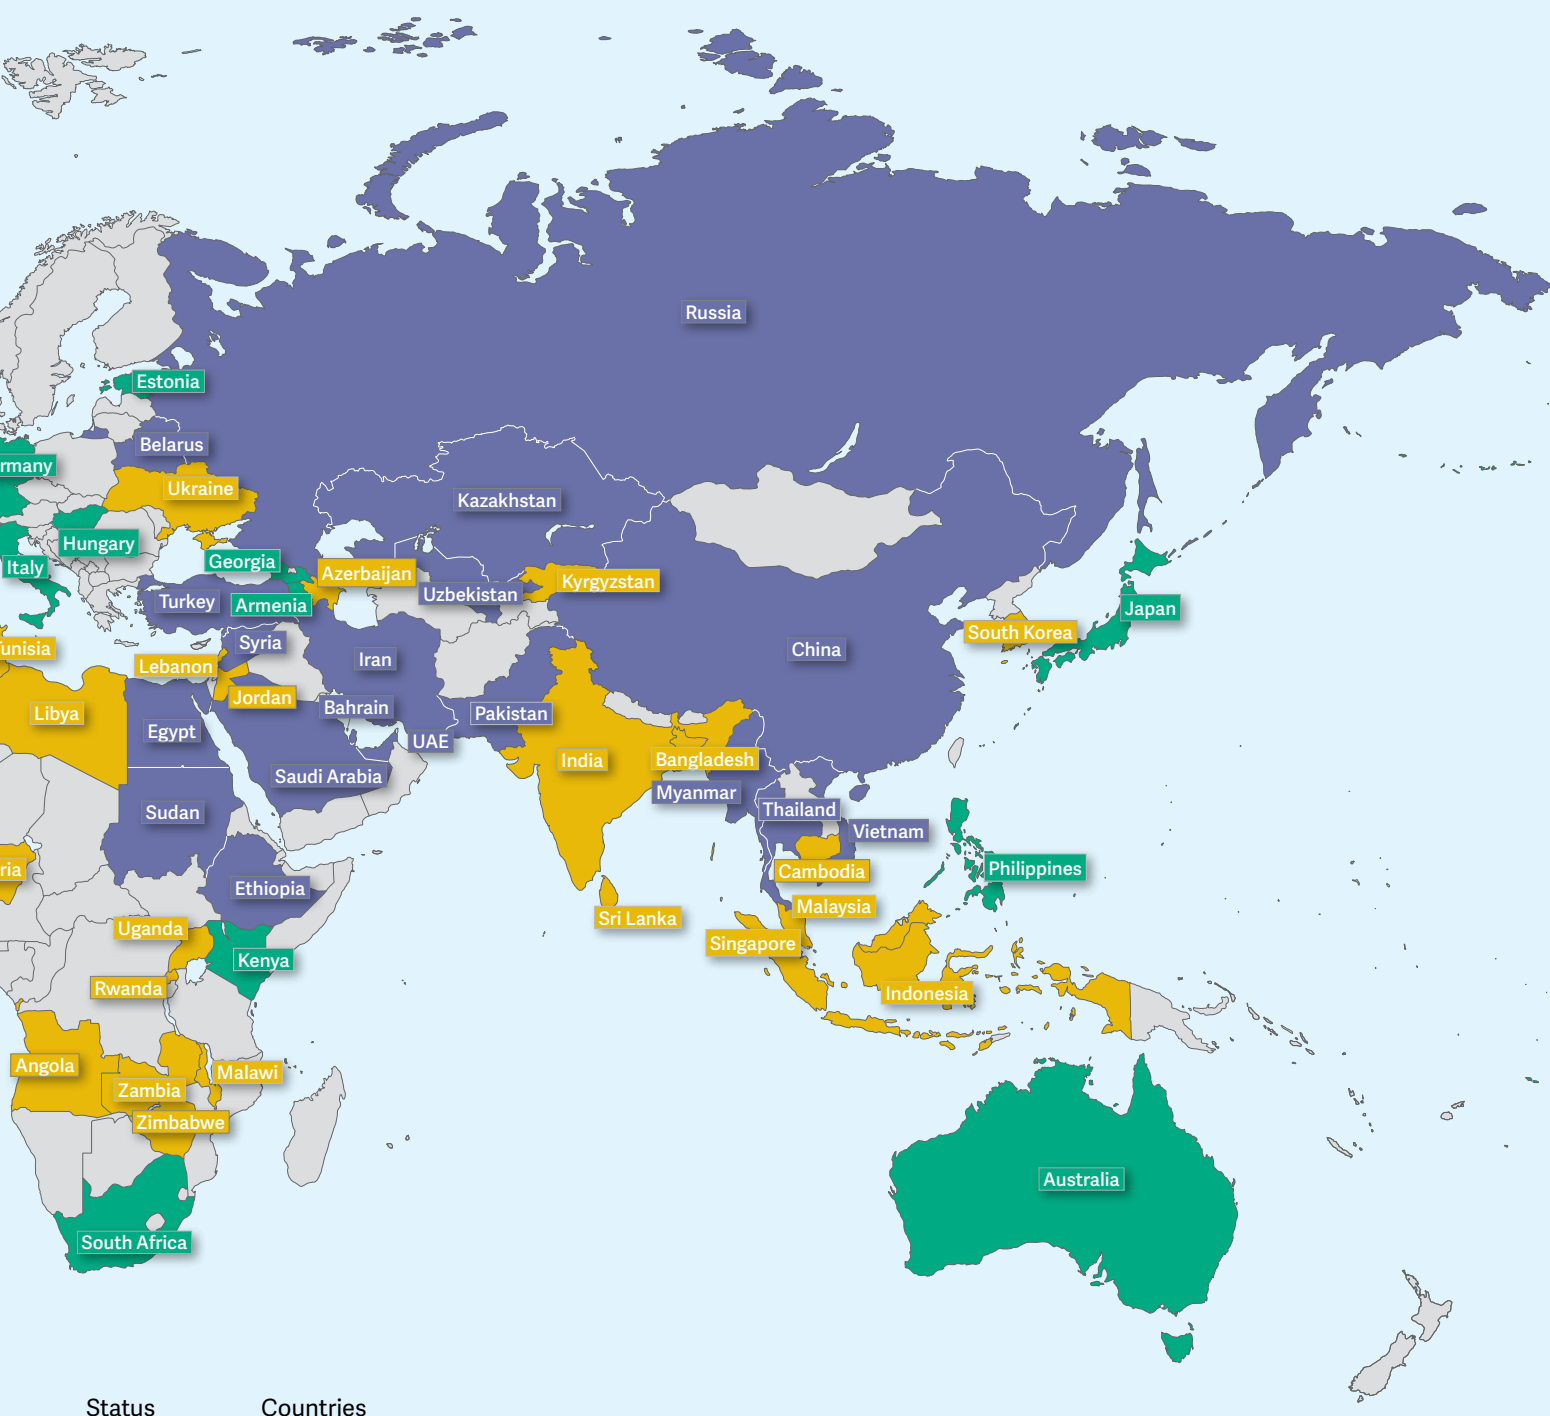 Russia
Estonia
Belarus
rmany
Ukraine
Kazakhstan
Hungary
Georgia
Italy
Azerbaijan
Kyrgyzstan
Uzbekistan
Turkey
Armenia
Japan
South Korea
Syria
unisia
China
Iran
Lebanon
Jordan
Bahrain
Libya
Pakistan
Egypt
UAE
India
Bangladesh
Saudi Arabia
Myanmar
Sudan
Thailand
Vietnam
ria
Philippines
Cambodia
Ethiopia
Malaysia
Sri Lanka
Uganda
Singapore
Kenya
Rwanda
Indonesia
Angola
Malawi
Zambia
Zimbabwe
Australia
South Africa
Status Countries